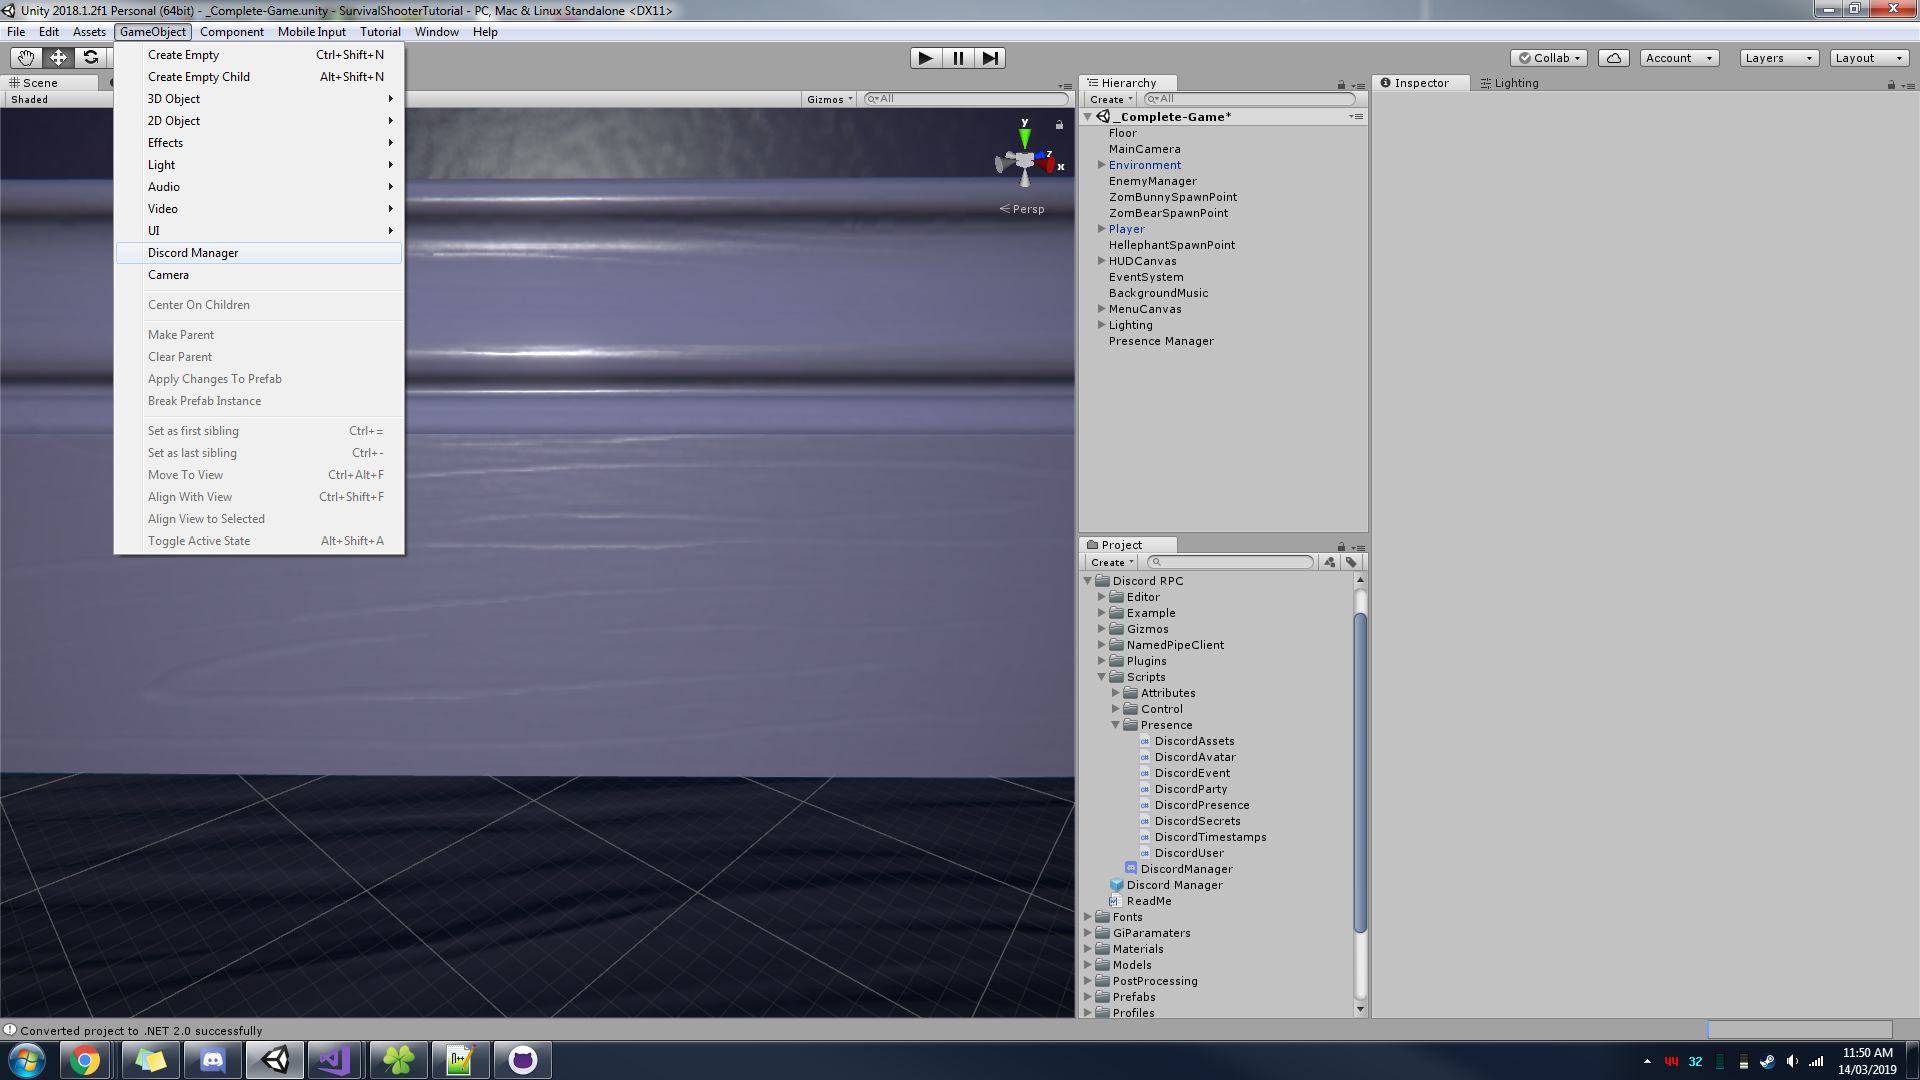 Unity 2018.1.2f1 Personal (64bit) - _Complete-Game.unity - SurvivalShooterTutorial - PC, Mac & Linux Standalone <DX11>
File Edit Assets GameObject Component Mobile Input Tutorial Window Help
Collab Account Layers Layout
Scene
Shaded
Gizmos All
Create Empty Ctrl+Shift+N
Create Empty Child Alt+Shift+N
3D Object
2D Object
Effects
Light
Audio
Video
UI
Discord Manager
Camera
Center On Children
Make Parent
Clear Parent
Apply Changes To Prefab
Break Prefab Instance
Set as first sibling Ctrl+=
Set as last sibling Ctrl+-
Move To View Ctrl+Alt+F
Align With View Ctrl+Shift+F
Align View to Selected
Toggle Active State Alt+Shift+A
y
z
x
Persp
Hierarchy
Create All
_Complete-Game*
Floor
MainCamera
Environment
EnemyManager
ZomBunnySpawnPoint
ZomBearSpawnPoint
Player
HellephantSpawnPoint
HUDCanvas
EventSystem
BackgroundMusic
MenuCanvas
Lighting
Presence Manager
Inspector Lighting
Project
Create
Discord RPC
Editor
Example
Gizmos
NamedPipeClient
Plugins
Scripts
Attributes
Control
Presence
DiscordAssets
DiscordAvatar
DiscordEvent
DiscordParty
DiscordPresence
DiscordSecrets
DiscordTimestamps
DiscordUser
DiscordManager
Discord Manager
ReadMe
Fonts
GiParamaters
Materials
Models
PostProcessing
Prefabs
Profiles
Converted project to .NET 2.0 successfully
44 32
11:50 AM
14/03/2019